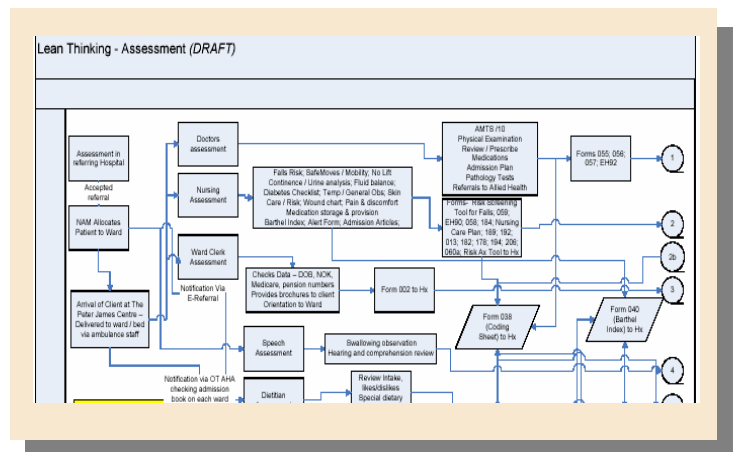 Lean Thinking - Assessment (DRAFT)
Assessment in
referring Hospital
Accepted
referral
NAM Allocates
Patient to Ward
Arrival of Client at The
Peter James Centre –
Delivered to ward / bed
via ambulance staff
Doctors
assessment
Nursing
Assessment
Ward Clerk
Assessment
Notification Via
E-Referral
Speech
Assessment
Notification via OT AHA
checking admission
book on each ward
Dietitian
Falls Risk; SafeMoves / Mobility; No Lift
Continence / Urine analysis; Fluid balance;
Diabetes Checklist; Temp / General Obs; Skin
Care / Risk; Wound chart; Pain & discomfort
Medication storage & provision
Barthel Index; Alert Form; Admission Articles;
Checks Data – DOB, NOK,
Medicare, pension numbers
Provides brochures to client
Orientation to Ward
Form 002 to Hx
Swallowing observation
Hearing and comprehension review
Review Intake,
likes/dislikes
Special dietary
AMTS /10
Physical Examination
Review / Prescribe
Medications
Admission Plan
Pathology Tests
Referrals to Allied Health
Forms- Risk Screening
Tool for Falls; 059;
EH90; 058; 184; Nursing
Care Plan; 189; 192;
013; 182; 178; 194; 206;
060a; Risk Ax Tool to Hx
Forms 055; 056;
057; EH92
Form 038
(Coding
Sheet) to Hx
Form 040
(Barthel
Index) to Hx
1
2
2b
3
4